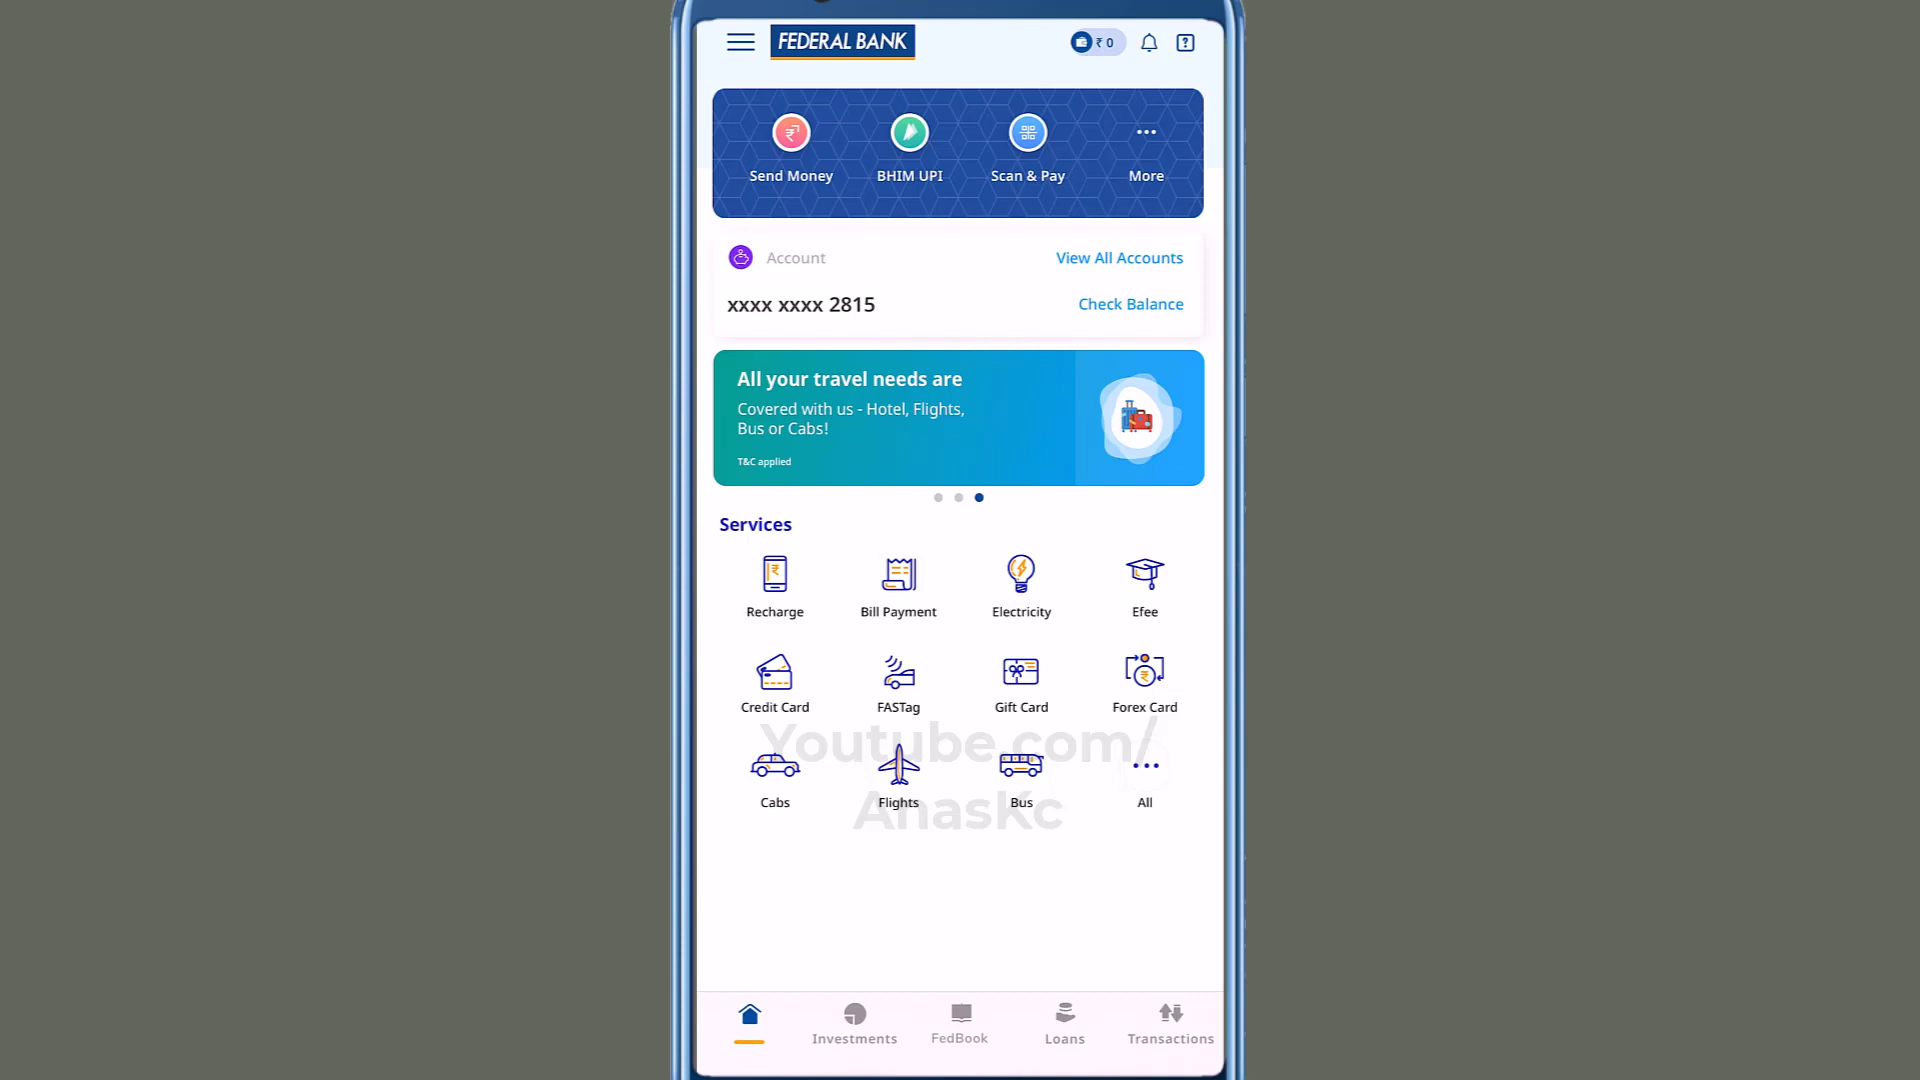 FEDERAL BANK
₹ 0
?
Send Money
BHIM UPI
Scan & Pay
More
Account
View All Accounts
xxxx xxxx 2815
Check Balance
All your travel needs are
Covered with us - Hotel, Flights,
Bus or Cabs!
T&C applied
Services
Recharge
Bill Payment
Electricity
Efee
Credit Card
FASTag
Gift Card
Forex Card
Youtube.com/
AnasKc
Cabs
Flights
Bus
All
Investments
FedBook
Loans
Transactions